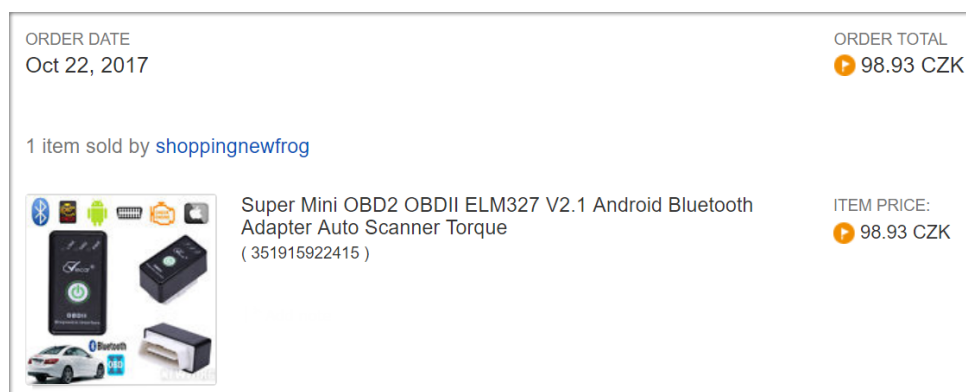 ORDER DATE
Oct 22, 2017
ORDER TOTAL
98.93 CZK
1 item sold by shoppingnewfrog
Super Mini OBD2 OBDII ELM327 V2.1 Android Bluetooth
Adapter Auto Scanner Torque
( 351915922415 )
ITEM PRICE:
98.93 CZK
OBDII
Bluetooth
OBD